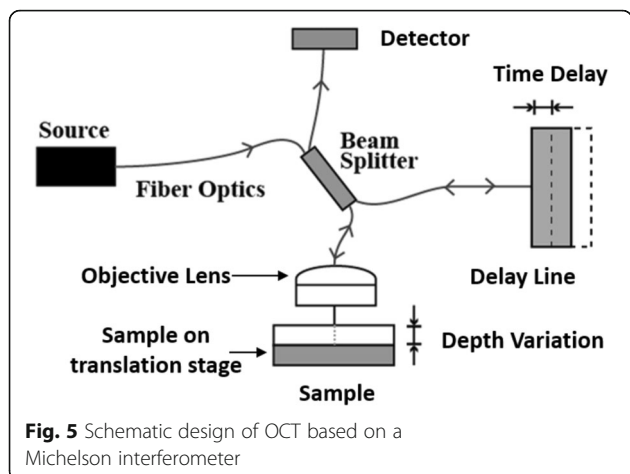 Detector
Time Delay
Source
Beam
Splitter
Fiber Optics
Objective Lens
Delay Line
Sample on
translation stage
Depth Variation
Sample
Fig. 5 Schematic design of OCT based on a
Michelson interferometer